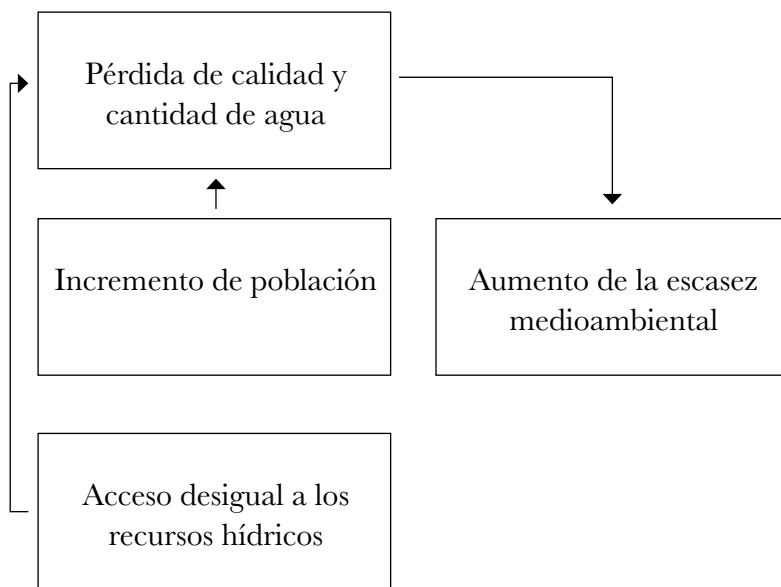 Pérdida de calidad y
cantidad de agua
Incremento de población
Aumento de la escasez
medioambiental
Acceso desigual a los
recursos hídricos